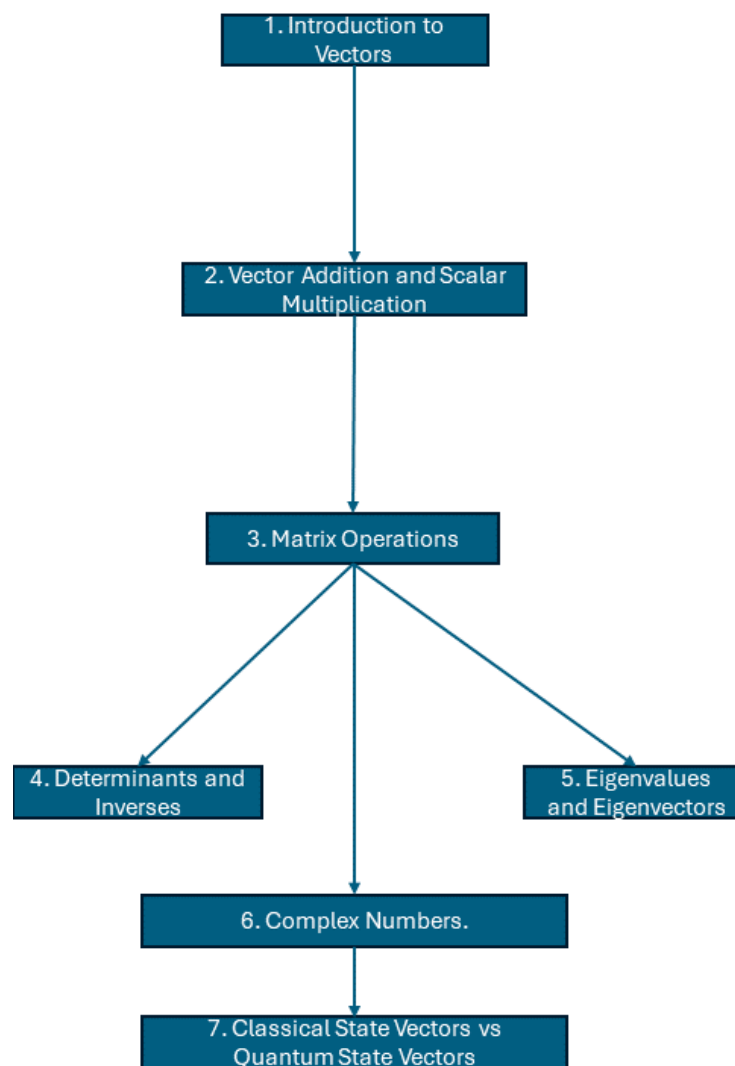 1. Introduction to
Vectors
2. Vector Addition and Scalar
Multiplication
3. Matrix Operations
4. Determinants and
Inverses
5. Eigenvalues
and Eigenvectors
6. Complex Numbers.
7. Classical State Vectors vs
Quantum State Vectors